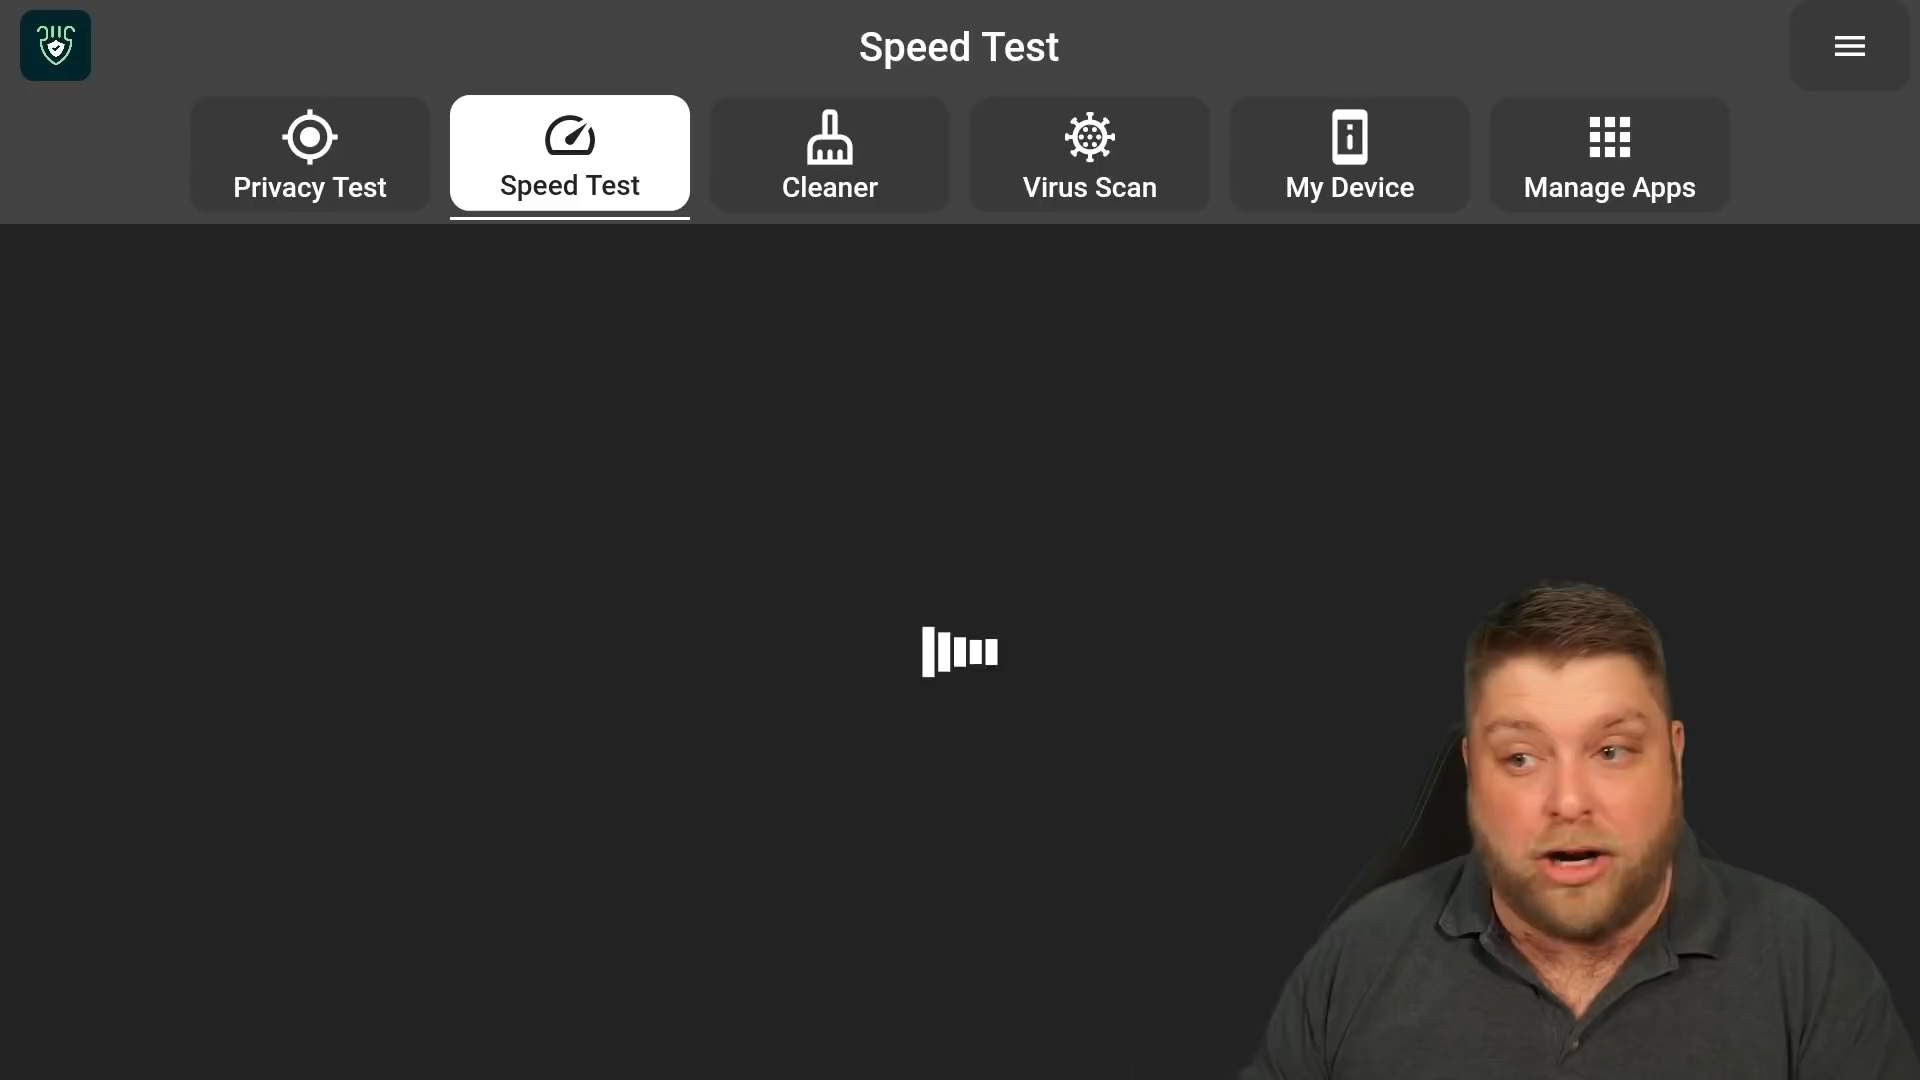 Speed Test
Privacy Test
Speed Test
Cleaner
Virus Scan
My Device
Manage Apps